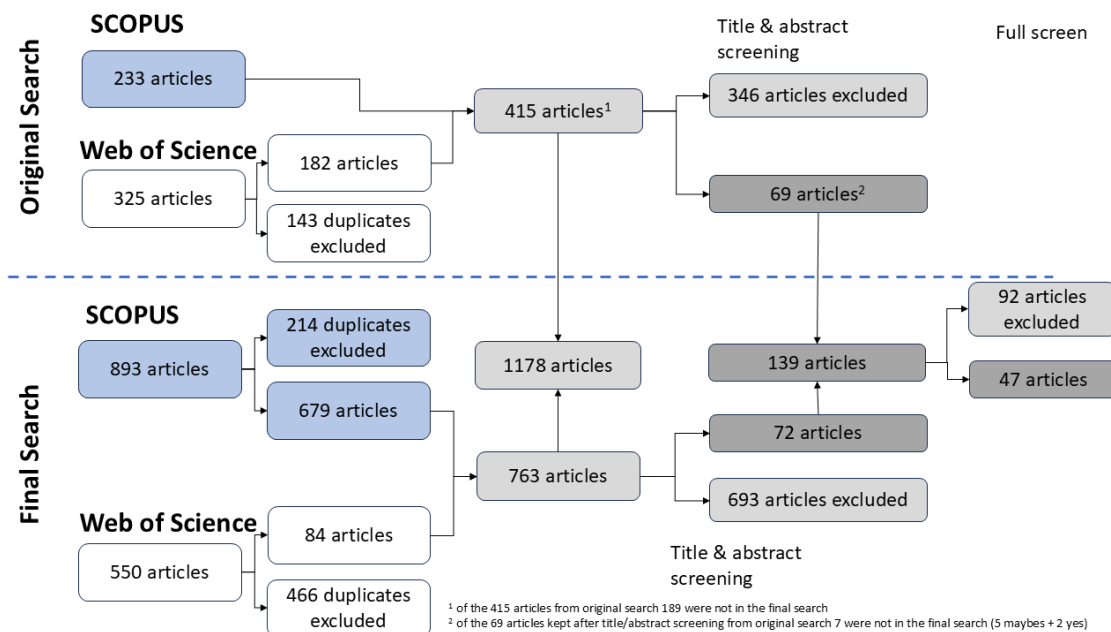 Original Search
SCOPUS
233 articles
Web of Science
325 articles
182 articles
143 duplicates
excluded
415 articles¹
Title & abstract
screening
346 articles excluded
69 articles²
Full screen
Final Search
SCOPUS
893 articles
214 duplicates
excluded
679 articles
Web of Science
550 articles
84 articles
466 duplicates
excluded
1178 articles
763 articles
139 articles
72 articles
693 articles excluded
Title & abstract
screening
92 articles
excluded
47 articles
¹ of the 415 articles from original search 189 were not in the final search
² of the 69 articles kept after title/abstract screening from original search 7 were not in the final search (5 maybes + 2 yes)